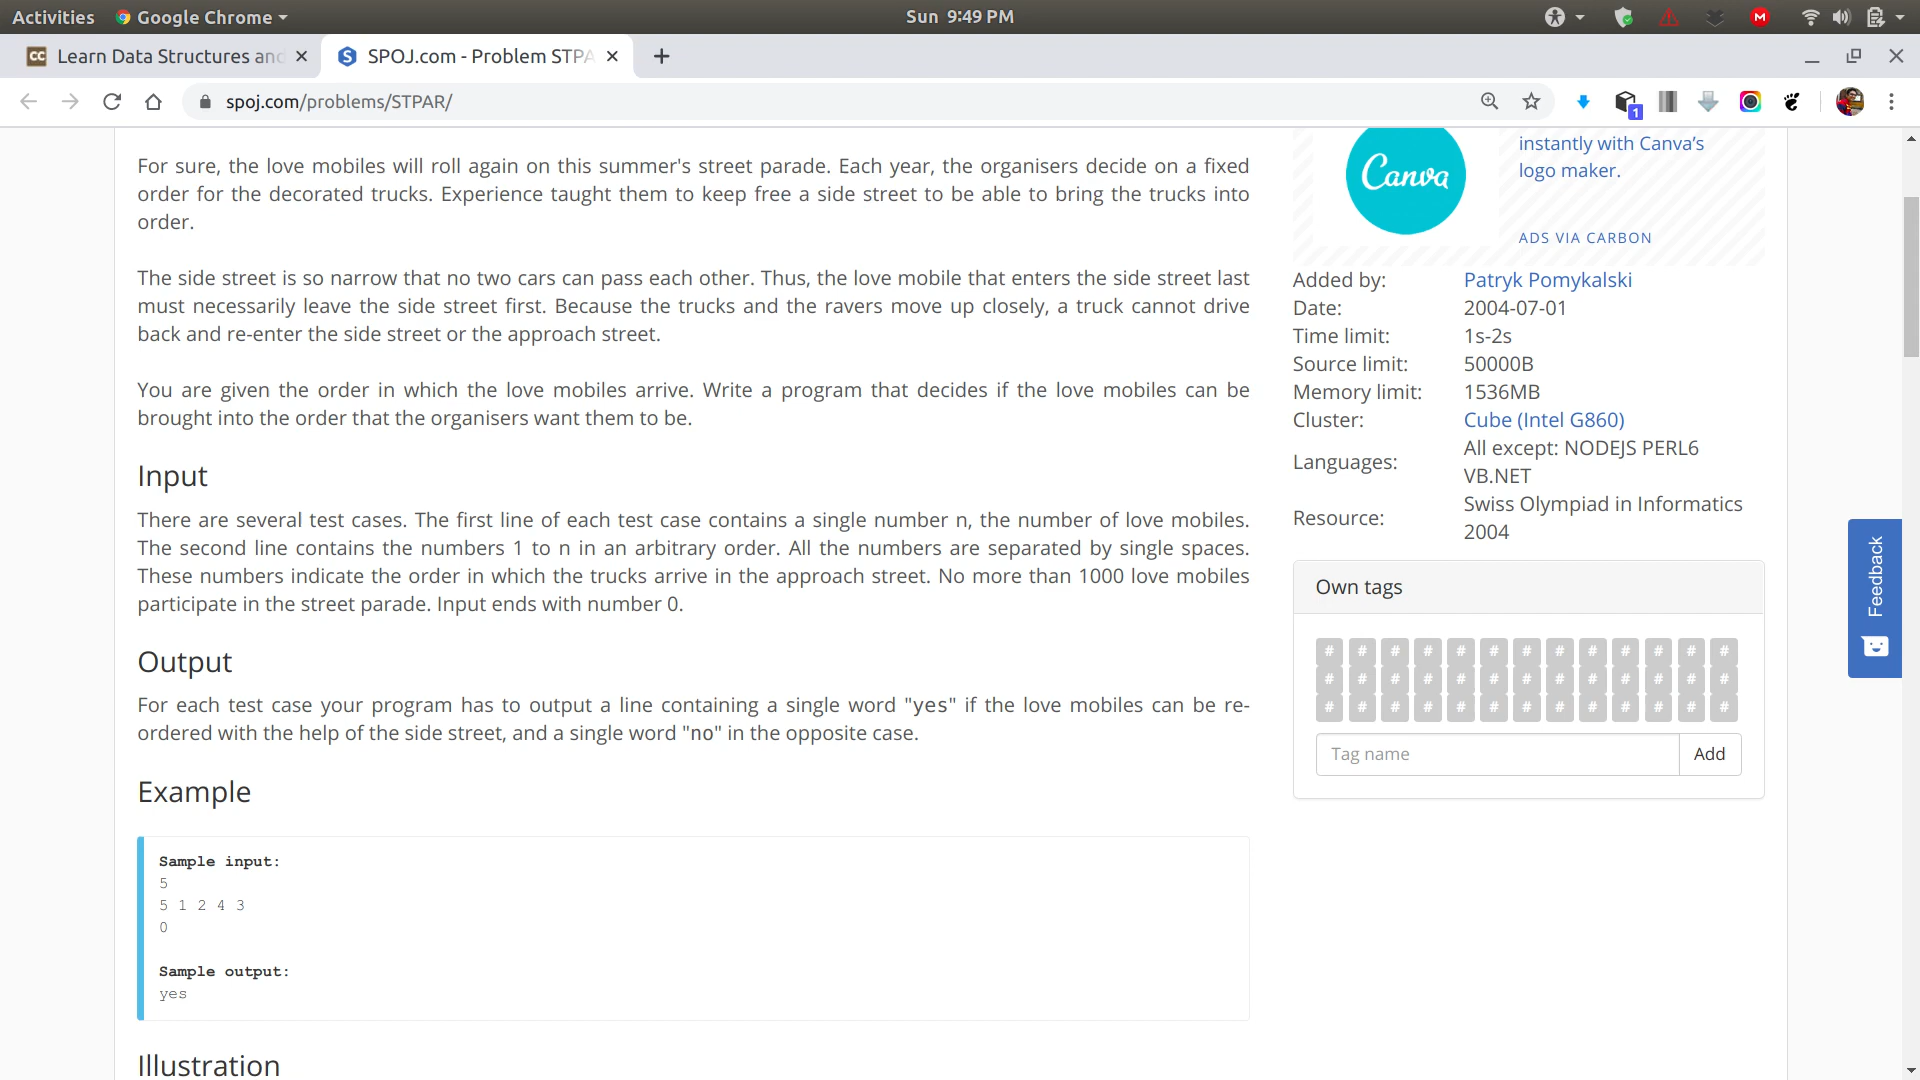 Activities Google Chrome Sun 9:49 PM
Learn Data Structures and SPOJ.com - Problem STPA
spoj.com/problems/STPAR/
For sure, the love mobiles will roll again on this summer's street parade. Each year, the organisers decide on a fixed
order for the decorated trucks. Experience taught them to keep free a side street to be able to bring the trucks into
order.
The side street is so narrow that no two cars can pass each other. Thus, the love mobile that enters the side street last
must necessarily leave the side street first. Because the trucks and the ravers move up closely, a truck cannot drive
back and re-enter the side street or the approach street.
You are given the order in which the love mobiles arrive. Write a program that decides if the love mobiles can be
brought into the order that the organisers want them to be.
Input
There are several test cases. The first line of each test case contains a single number n, the number of love mobiles.
The second line contains the numbers 1 to n in an arbitrary order. All the numbers are separated by single spaces.
These numbers indicate the order in which the trucks arrive in the approach street. No more than 1000 love mobiles
participate in the street parade. Input ends with number 0.
Output
For each test case your program has to output a line containing a single word "yes" if the love mobiles can be re-
ordered with the help of the side street, and a single word "no" in the opposite case.
Example
Sample input:
5
5 1 2 4 3
0
Sample output:
yes
Illustration
Canva
instantly with Canva's
logo maker.
ADS VIA CARBON
Added by: Patryk Pomykalski
Date: 2004-07-01
Time limit: 1s-2s
Source limit: 50000B
Memory limit: 1536MB
Cluster: Cube (Intel G860)
Languages: All except: NODEJS PERL6
VB.NET
Resource: Swiss Olympiad in Informatics
2004
Own tags
# # # # # # # # # # # # #
# # # # # # # # # # # # #
# # # # # # # # # # # # #
Tag name Add
Feedback
CC
S
M
1